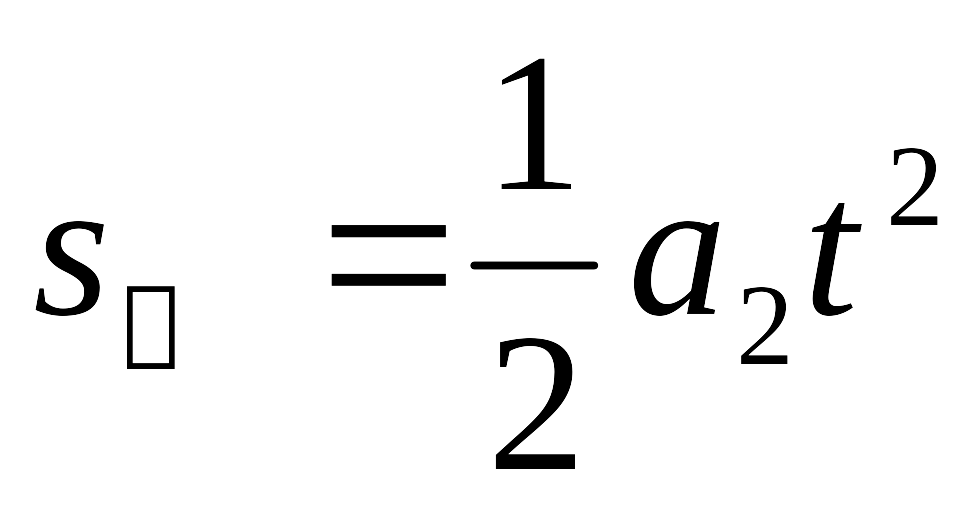 s▯ = 1/2 a₂t²